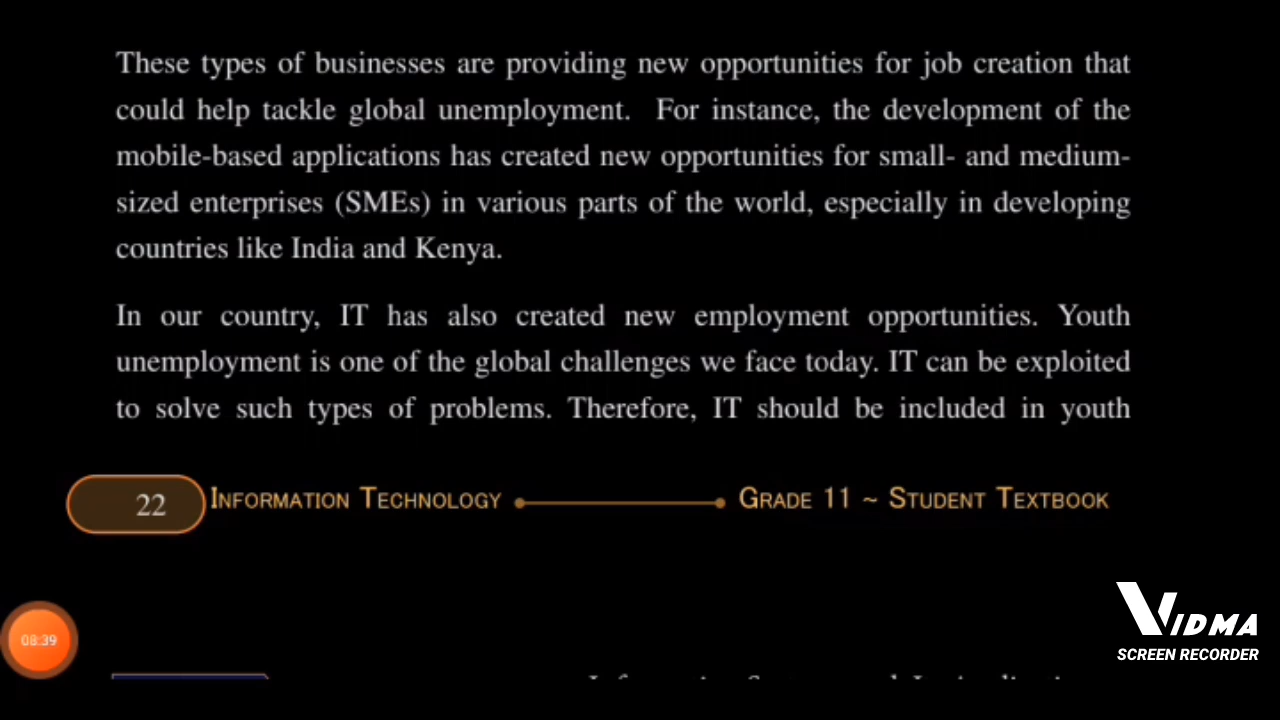 These types of businesses are providing new opportunities for job creation that
could help tackle global unemployment. For instance, the development of the
mobile-based applications has created new opportunities for small- and medium-
sized enterprises (SMEs) in various parts of the world, especially in developing
countries like India and Kenya.
In our country, IT has also created new employment opportunities. Youth
unemployment is one of the global challenges we face today. IT can be exploited
to solve such types of problems. Therefore, IT should be included in youth
22 Information Technology Grade 11 ~ Student Textbook
08:39
VIDMA
SCREEN RECORDER